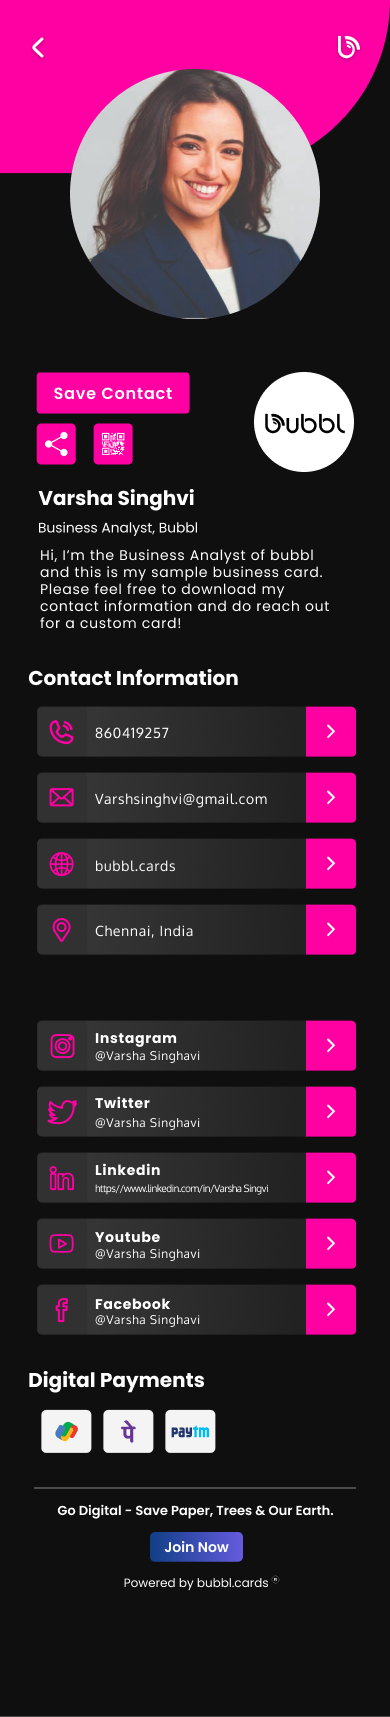 Save Contact
bubbl
Varsha Singhvi
Business Analyst, Bubbl
Hi, I'm the Business Analyst of bubbl
and this is my sample business card.
Please feel free to download my
contact information and do reach out
for a custom card!
Contact Information
860419257
Varshsinghvi@gmail.com
bubbl.cards
Chennai, India
Instagram
@Varsha Singhavi
Twitter
@Varsha Singhavi
Linkedin
https//www.linkedin.com/in/Varsha Singvi
Youtube
@Varsha Singhavi
Facebook
@Varsha Singhavi
Digital Payments
पे
paytm
Go Digital - Save Paper, Trees & Our Earth.
Join Now
Powered by bubbl.cards